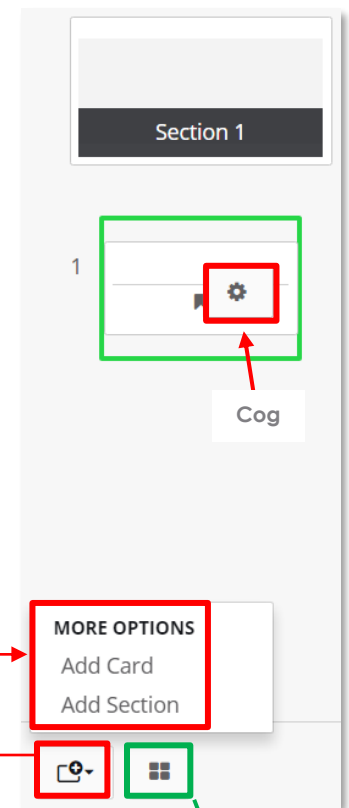 Section 1
1
Cog
MORE OPTIONS
Add Card
Add Section